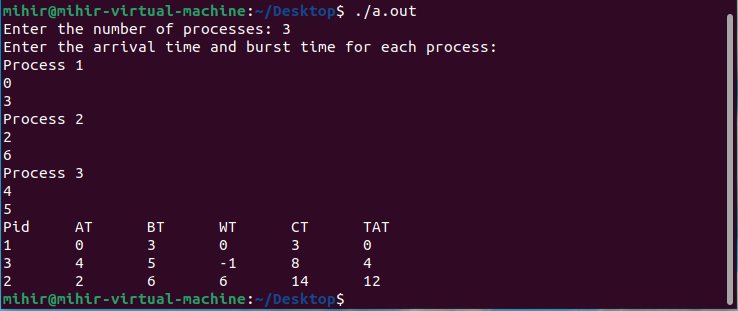 mihir@mihir-virtual-machine:~/Desktop$ ./a.out
Enter the number of processes: 3
Enter the arrival time and burst time for each process:
Process 1
0
3
Process 2
2
6
Process 3
4
5
Pid AT BT WT CT TAT
1 0 3 0 3 0
3 4 5 -1 8 4
2 2 6 6 14 12
mihir@mihir-virtual-machine:~/Desktop$